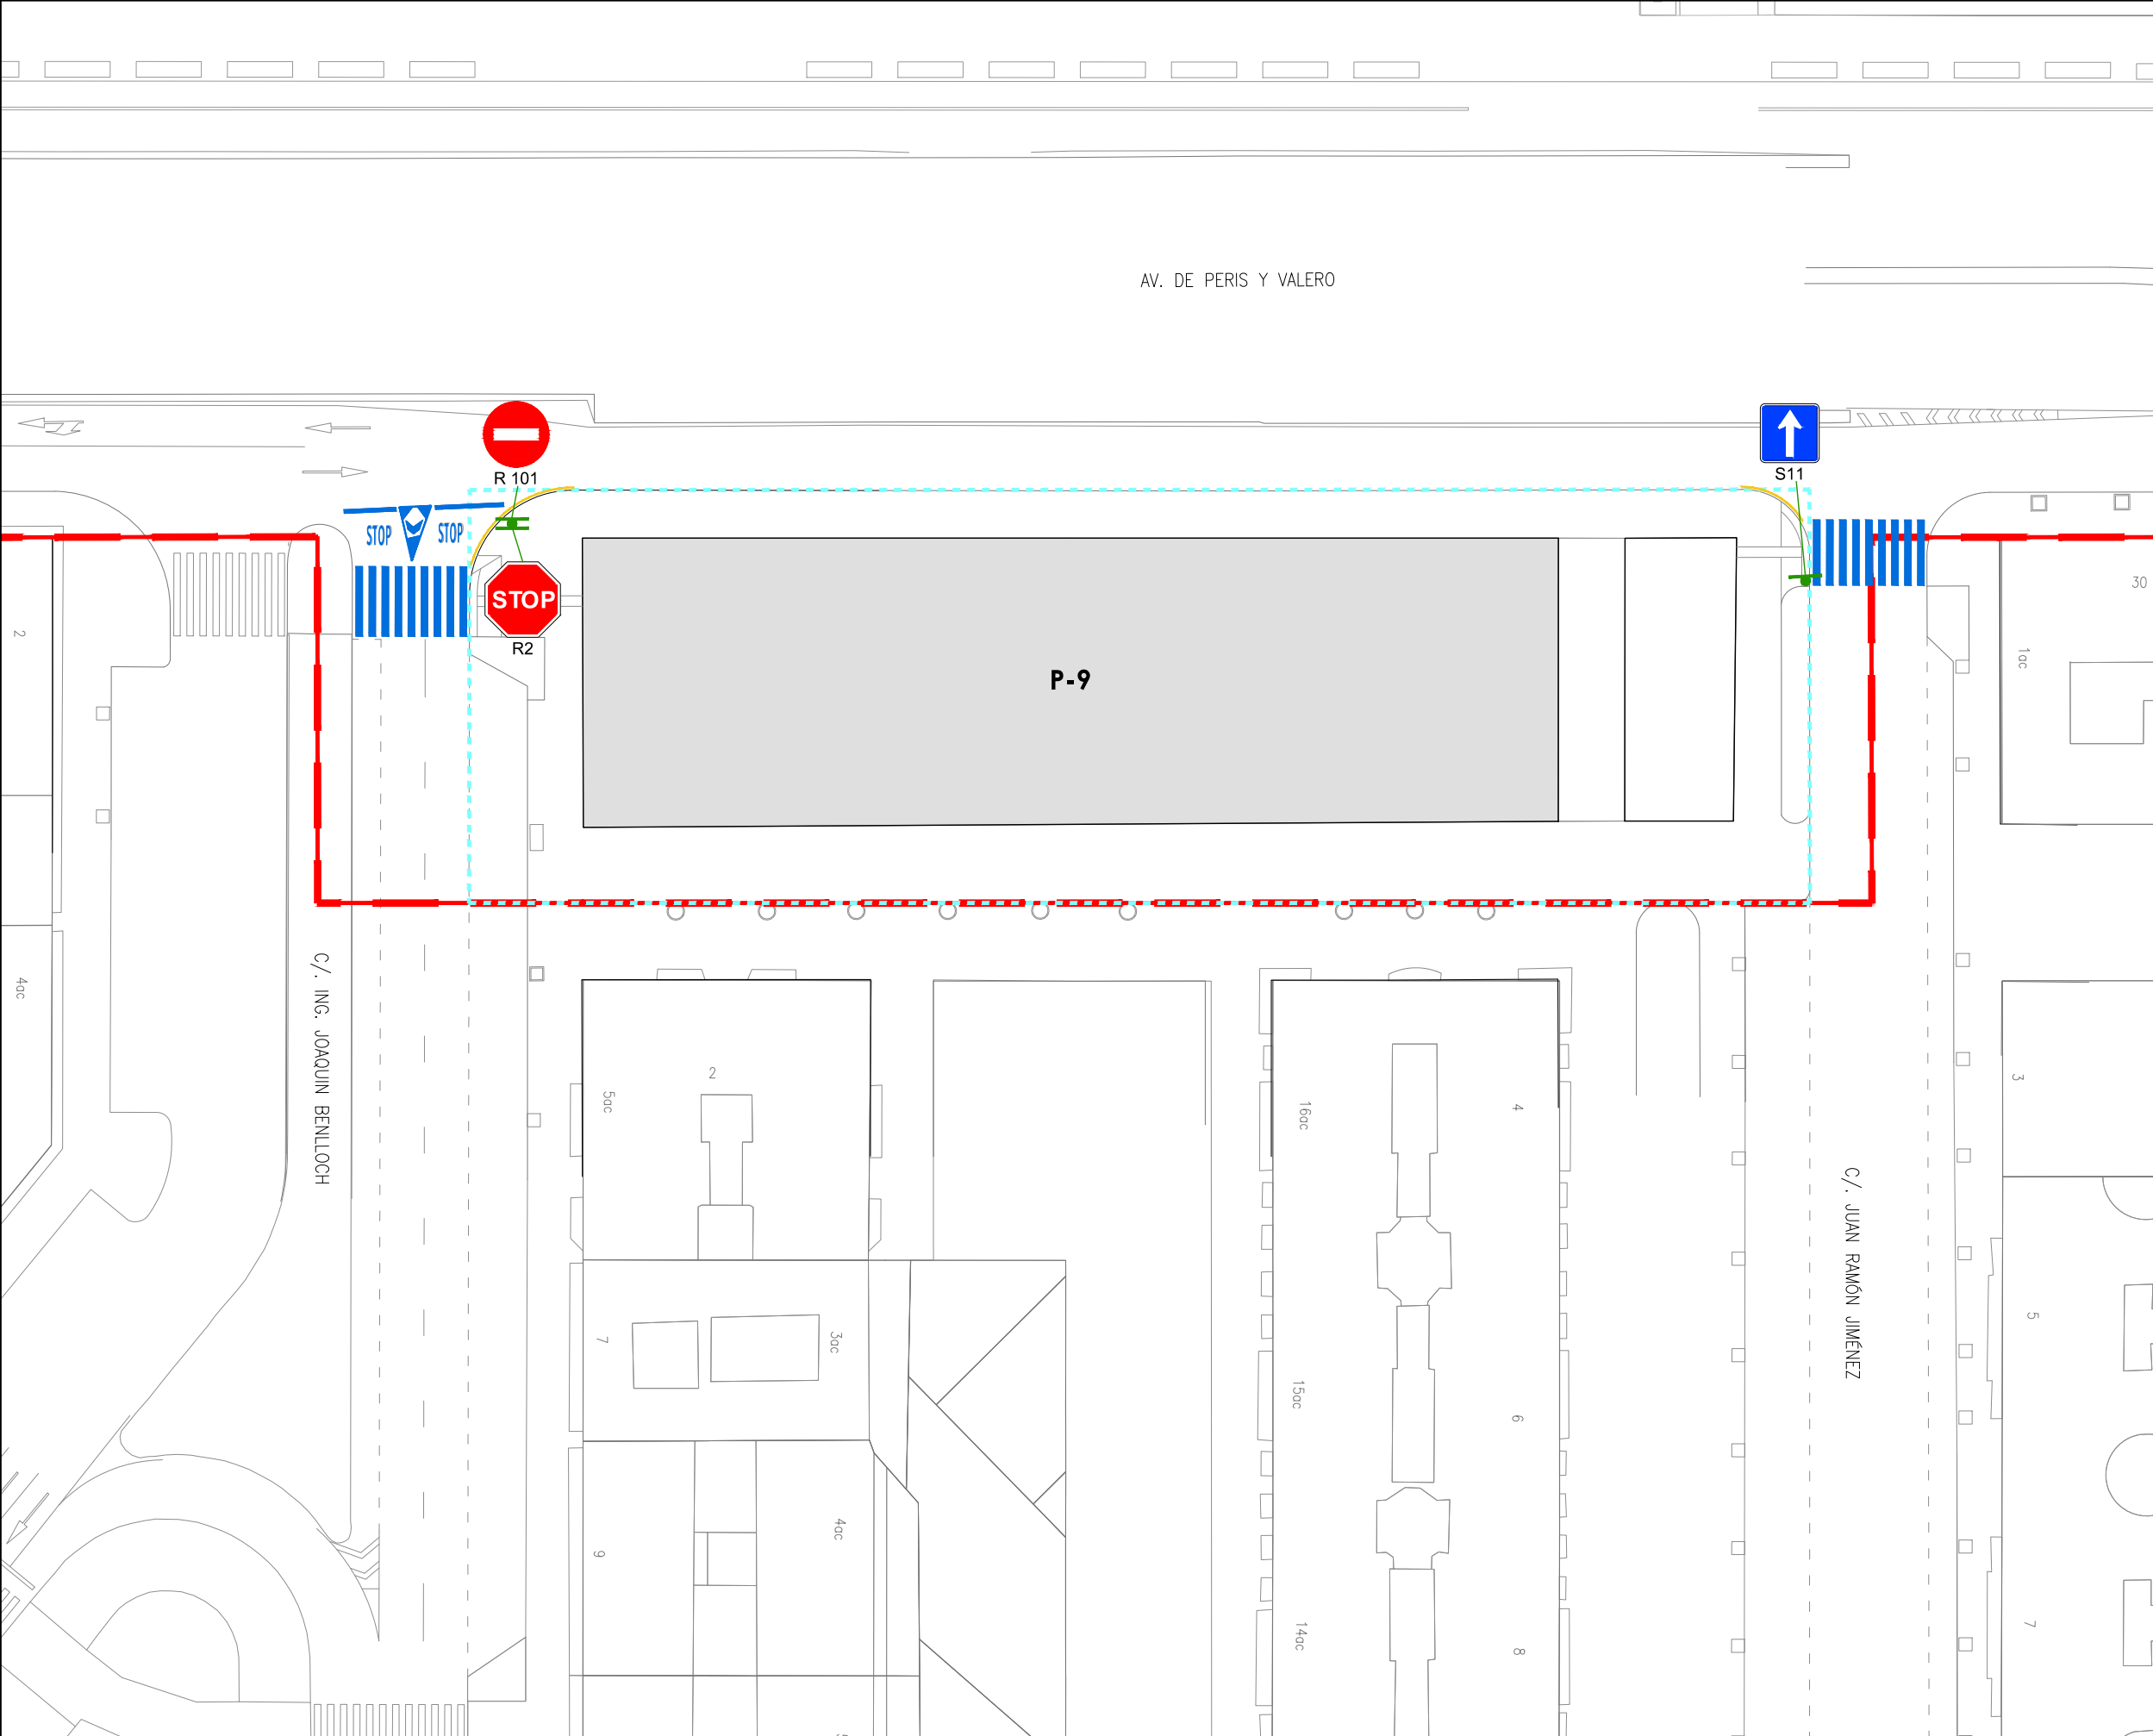 AV. DE PERIS Y VALERO
R 101
S11
STOP
STOP
STOP
R2
P-9
2
4ac
30
1ac
C/. ING. JOAQUIN BENLLOCH
2
5ac
16ac
4
3
C/. JUAN RAMÓN JIMÉNEZ
7
3ac
15ac
6
5
9
4ac
14ac
8
7